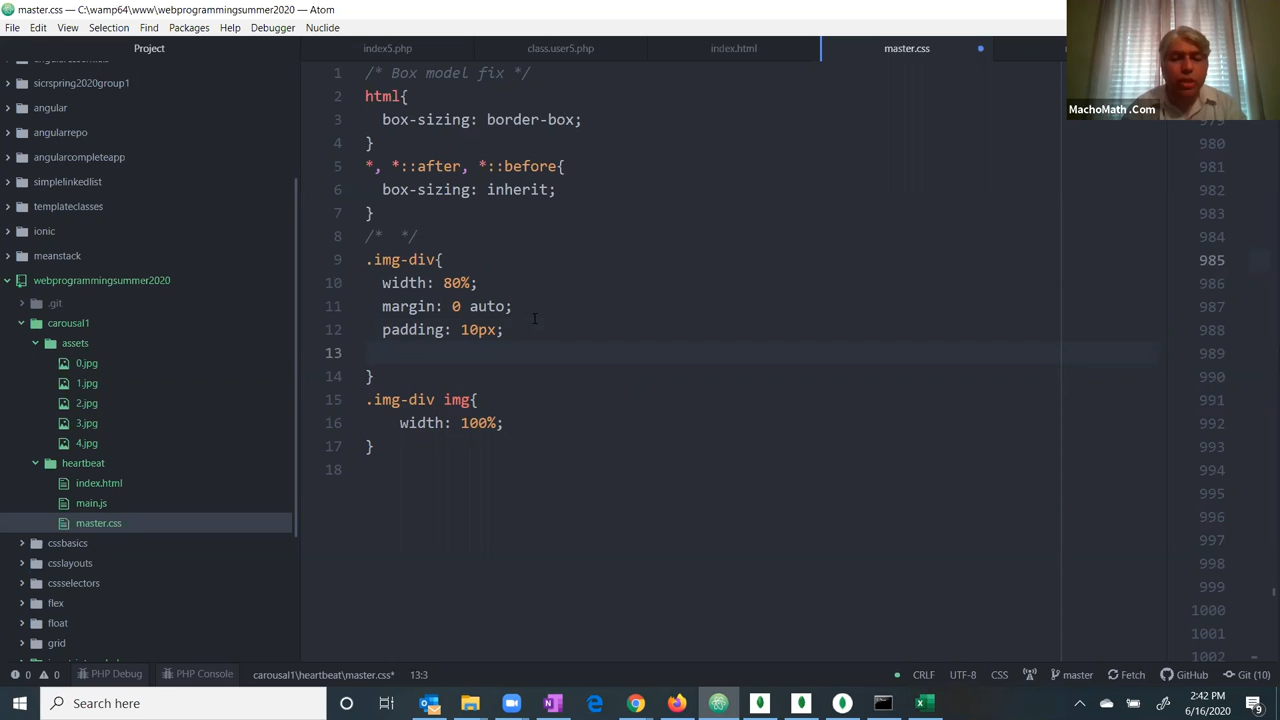 master.css — C:\wamp64\www\webprogrammingsummer2020 — Atom
File Edit View Selection Find Packages Help Debugger Nuclide
Project
index5.php
class.user5.php
index.html
master.css
MachoMath .Com
sicrspring2020group1
angular
angularrepo
angularcompleteapp
simplelinkedlist
templateclasses
ionic
meanstack
webprogrammingsummer2020
.git
carousal1
assets
0.jpg
1.jpg
2.jpg
3.jpg
4.jpg
heartbeat
index.html
main.js
master.css
cssbasics
csslayouts
cssselectors
flex
float
grid
1 /* Box model fix */
2 html{
3 box-sizing: border-box;
4 }
5 *, *::after, *::before{
6 box-sizing: inherit;
7 }
8 /* */
9 .img-div{
10 width: 80%;
11 margin: 0 auto;
12 padding: 10px;
13
14 }
15 .img-div img{
16 width: 100%;
17 }
18
980
981
982
983
984
985
986
987
988
989
990
991
992
993
994
995
996
997
998
999
1000
1001
1002
0 0 PHP Debug PHP Console carousal1\heartbeat\master.css* 13:3 CRLF UTF-8 CSS master Fetch GitHub Git (10)
Search here
2:42 PM
6/16/2020
9